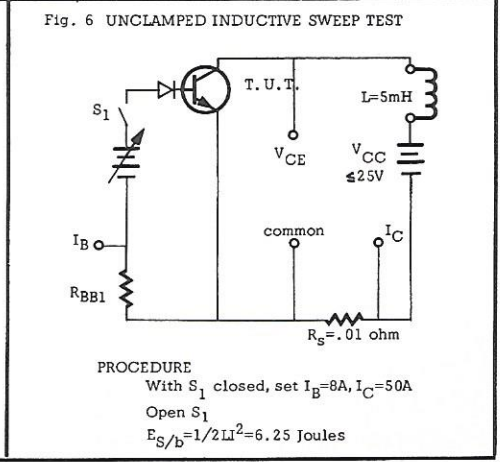 Fig. 6 UNCLAMPED INDUCTIVE SWEEP TEST
T.U.T.
S1
L=5mH
VCE
VCC
≤25V
IB
common
IC
RBB1
Rs=.01 ohm
PROCEDURE
With S1 closed, set IB=8A, IC=50A
Open S1
ES/b=1/2LI²=6.25 Joules